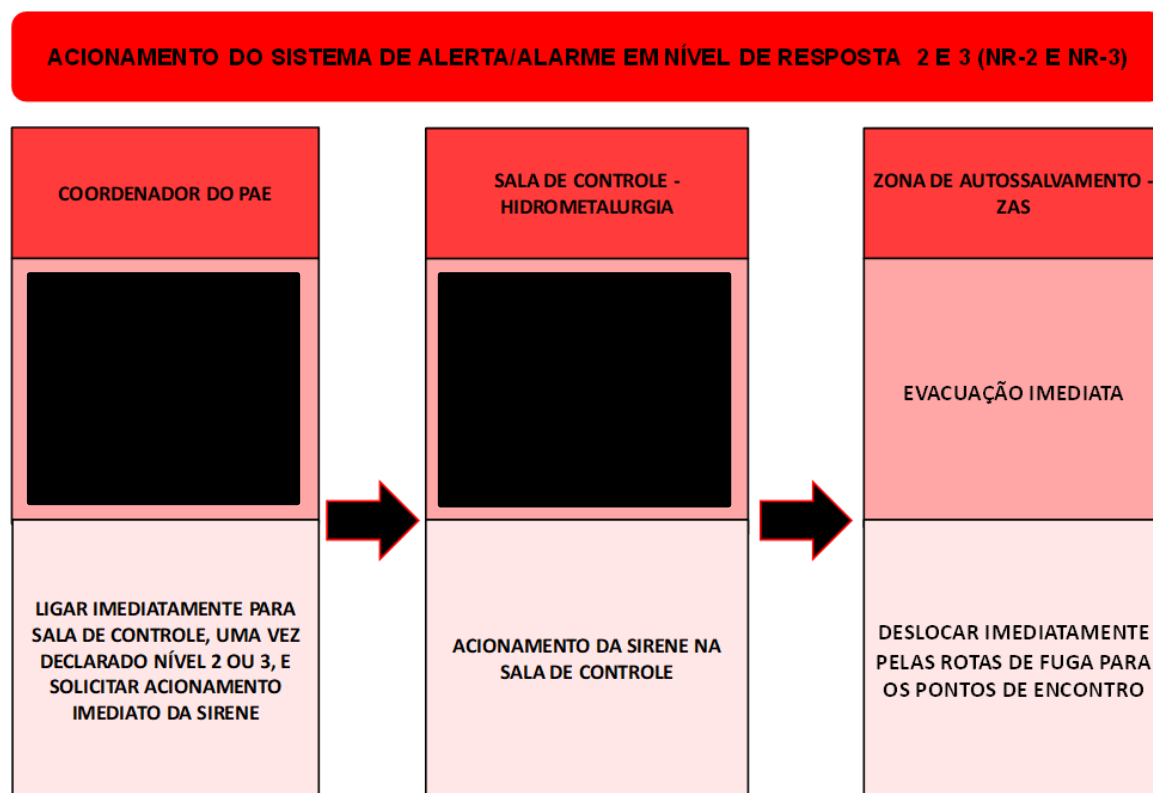 ACIONAMENTO DO SISTEMA DE ALERTA/ALARME EM NÍVEL DE RESPOSTA 2 E 3 (NR-2 E NR-3)
COORDENADOR DO PAE
LIGAR IMEDIATAMENTE PARA
SALA DE CONTROLE, UMA VEZ
DECLARADO NÍVEL 2 OU 3, E
SOLICITAR ACIONAMENTO
IMEDIATO DA SIRENE
SALA DE CONTROLE -
HIDROMETALURGIA
ACIONAMENTO DA SIRENE NA
SALA DE CONTROLE
ZONA DE AUTOSSALVAMENTO -
ZAS
EVACUAÇÃO IMEDIATA
DESLOCAR IMEDIATAMENTE
PELAS ROTAS DE FUGA PARA
OS PONTOS DE ENCONTRO